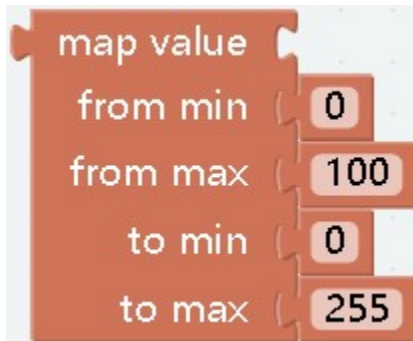 map value
from min 0
from max 100
to min 0
to max 255